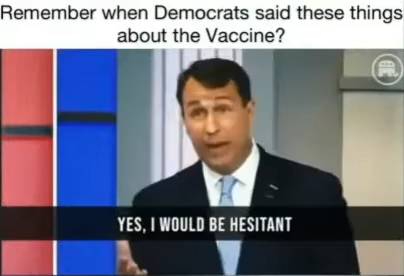 Remember when Democrats said these things
about the Vaccine?
YES, I WOULD BE HESITANT